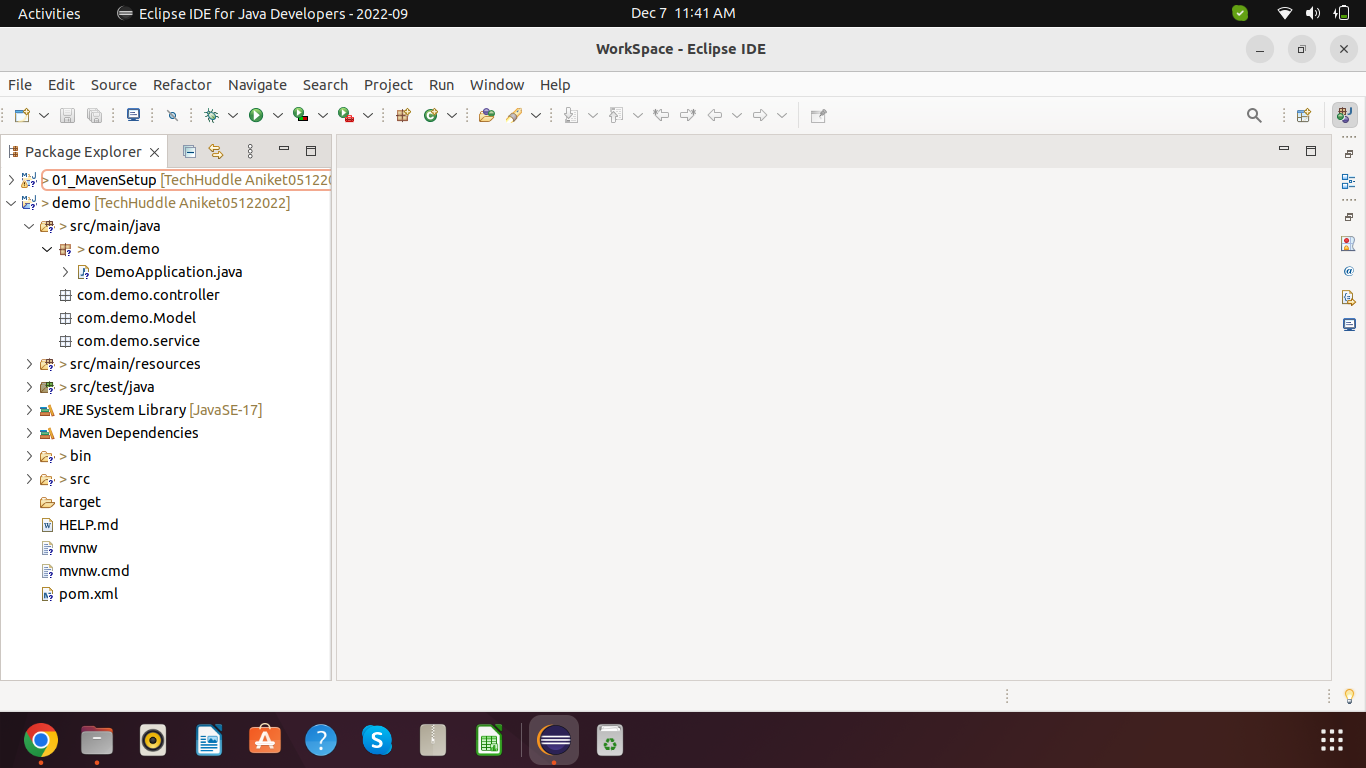 Activities Eclipse IDE for Java Developers - 2022-09 Dec 7 11:41 AM
WorkSpace - Eclipse IDE
File Edit Source Refactor Navigate Search Project Run Window Help
Package Explorer
> 01_MavenSetup [TechHuddle Aniket051220
> demo [TechHuddle Aniket05122022]
> src/main/java
> com.demo
DemoApplication.java
com.demo.controller
com.demo.Model
com.demo.service
> src/main/resources
> src/test/java
JRE System Library [JavaSE-17]
Maven Dependencies
> bin
> src
target
HELP.md
mvnw
mvnw.cmd
pom.xml